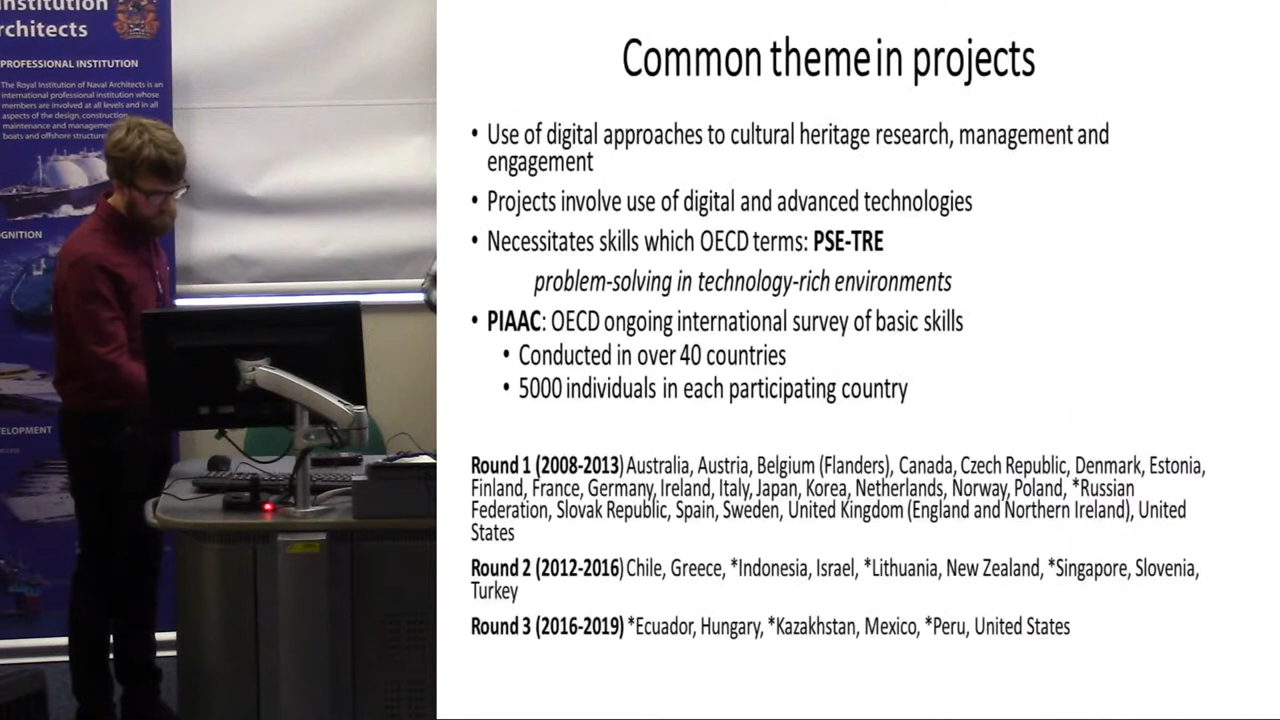 nstitution
rchitects
PROFESSIONAL INSTITUTION
The Royal Institution of Naval Architects is an
international professional institution whose
members are involved at all levels and in all
aspects of the design, construction,
maintenance and
boats and offshore
GNITION
ELOPMENT
Common theme in projects
• Use of digital approaches to cultural heritage research, management and
engagement
• Projects involve use of digital and advanced technologies
• Necessitates skills which OECD terms: PSE-TRE
problem-solving in technology-rich environments
• PIAAC: OECD ongoing international survey of basic skills
• Conducted in over 40 countries
• 5000 individuals in each participating country
Round 1 (2008-2013) Australia, Austria, Belgium (Flanders), Canada, Czech Republic, Denmark, Estonia,
Finland, France, Germany, Ireland, Italy, Japan, Korea, Netherlands, Norway, Poland, *Russian
Federation, Slovak Republic, Spain, Sweden, United Kingdom (England and Northern Ireland), United
States
Round 2 (2012-2016) Chile, Greece, *Indonesia, Israel, *Lithuania, New Zealand, *Singapore, Slovenia,
Turkey
Round 3 (2016-2019) *Ecuador, Hungary, *Kazakhstan, Mexico, *Peru, United States